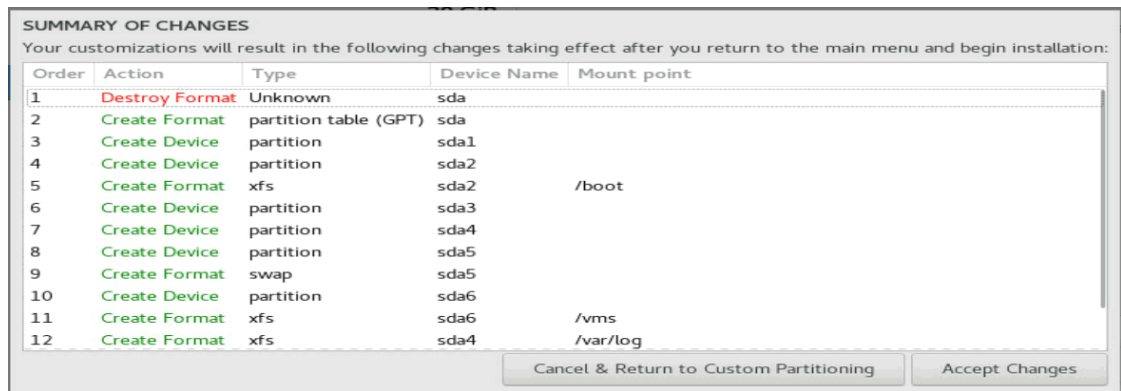 SUMMARY OF CHANGES
Your customizations will result in the following changes taking effect after you return to the main menu and begin installation:
Order Action Type Device Name Mount point
1 Destroy Format Unknown sda
2 Create Format partition table (GPT) sda
3 Create Device partition sda1
4 Create Device partition sda2
5 Create Format xfs sda2 /boot
6 Create Device partition sda3
7 Create Device partition sda4
8 Create Device partition sda5
9 Create Format swap sda5
10 Create Device partition sda6
11 Create Format xfs sda6 /vms
12 Create Format xfs sda4 /var/log
Cancel & Return to Custom Partitioning Accept Changes